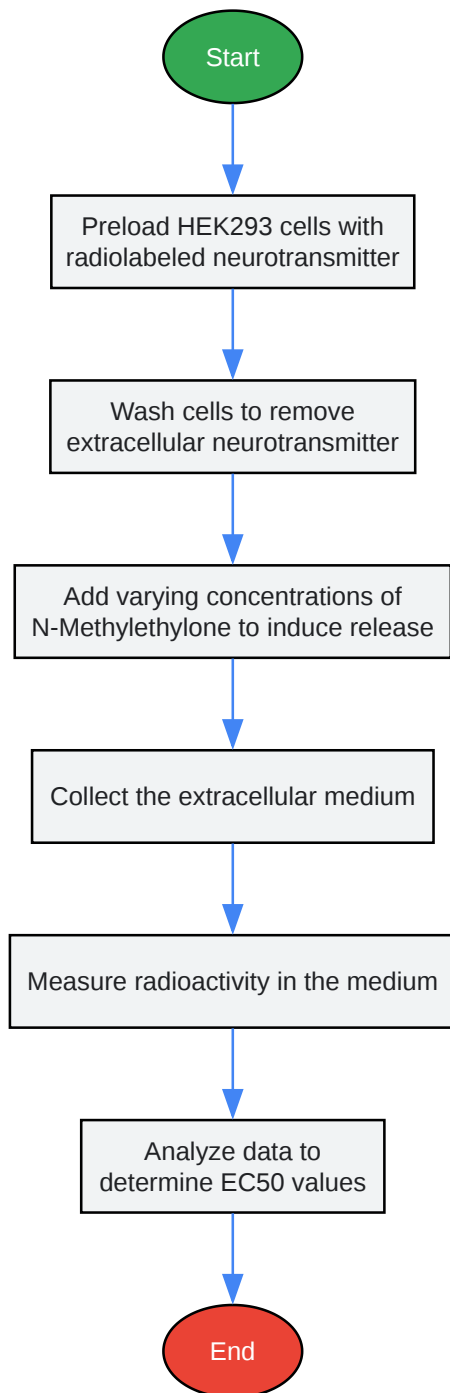 Start
Preload HEK293 cells with
radiolabeled neurotransmitter
Wash cells to remove
extracellular neurotransmitter
Add varying concentrations of
N-Methylethylone to induce release
Collect the extracellular medium
Measure radioactivity in the medium
Analyze data to
determine EC50 values
End